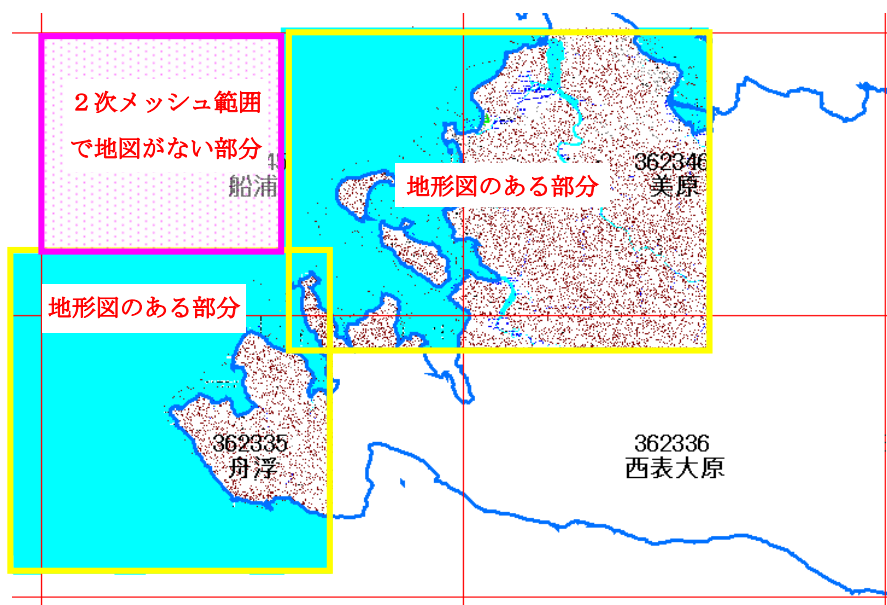 ２次メッシュ範囲
で地図がない部分
45
船浦
362346
美原
地形図のある部分
地形図のある部分
362335
舟浮
362336
西表大原